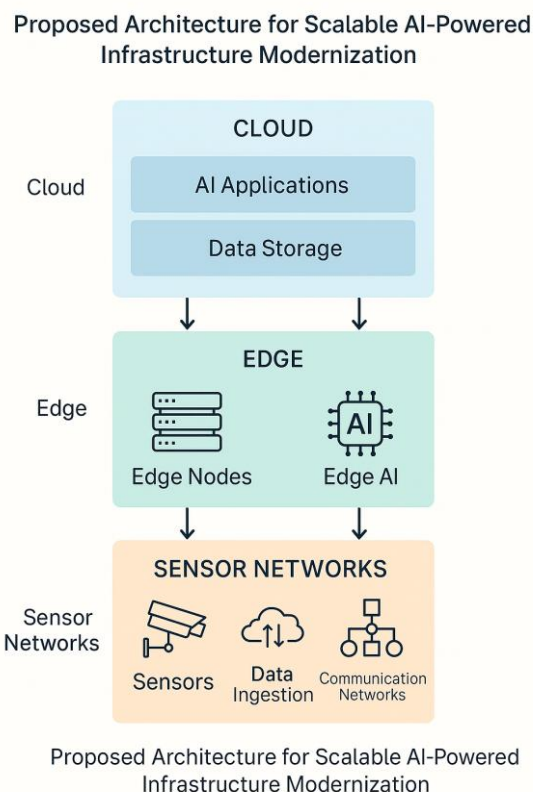 Proposed Architecture for Scalable AI-Powered
Infrastructure Modernization
CLOUD
Cloud
AI Applications
Data Storage
EDGE
Edge
AI
Edge Nodes
Edge AI
SENSOR NETWORKS
Sensor
Networks
Sensors
Data
Ingestion
Communication
Networks
Proposed Architecture for Scalable AI-Powered
Infrastructure Modernization